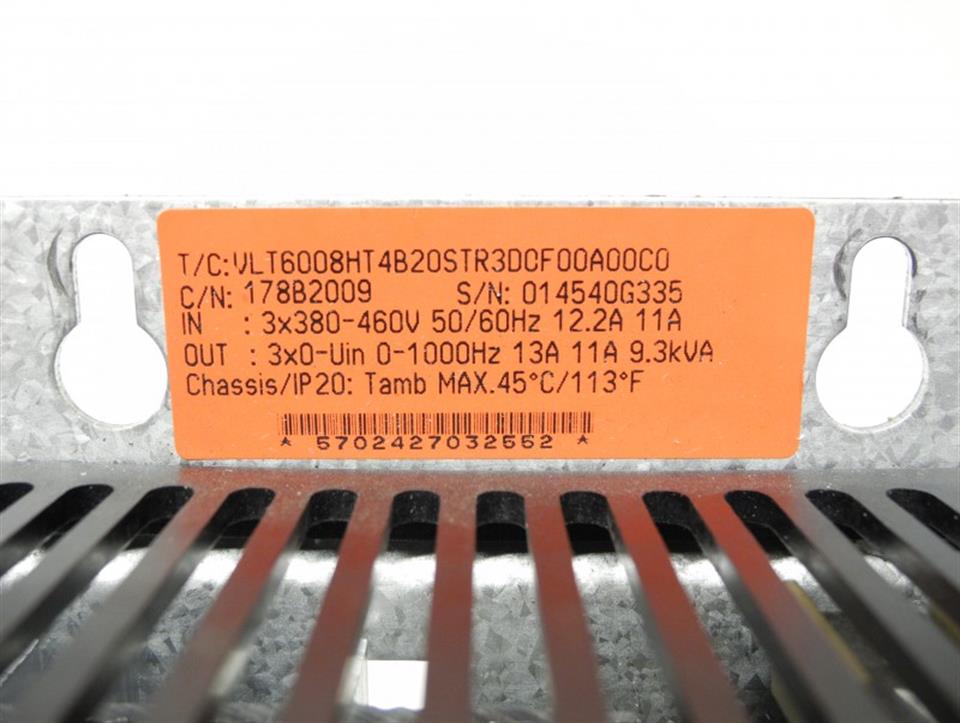 T/C:VLT6008HT4B20STR3DCF00A00C0
C/N: 178B2009 S/N: 014540G335
IN : 3x380-460V 50/60Hz 12.2A 11A
OUT : 3x0-Uin 0-1000Hz 13A 11A 9.3kVA
Chassis/IP20: Tamb MAX.45°C/113°F
* 5702427032552 *